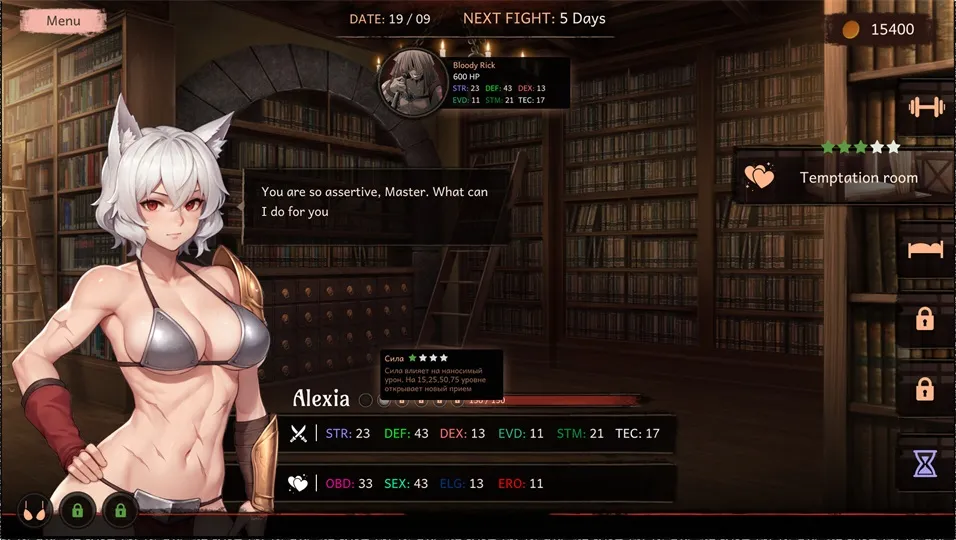 Menu
DATE: 19 / 09
NEXT FIGHT: 5 Days
15400
Bloody Rick
600 HP
STR: 23 DEF: 43 DEX: 13
EVD: 11 STM: 21 TEC: 17
Temptation room
You are so assertive, Master. What can
I do for you
Сила
Сила влияет на наносимый
урон. На 15,25,50,75 уровне
открывает новый прием
Alexia
STR: 23 DEF: 43 DEX: 13 EVD: 11 STM: 21 TEC: 17
OBD: 33 SEX: 43 ELG: 13 ERO: 11